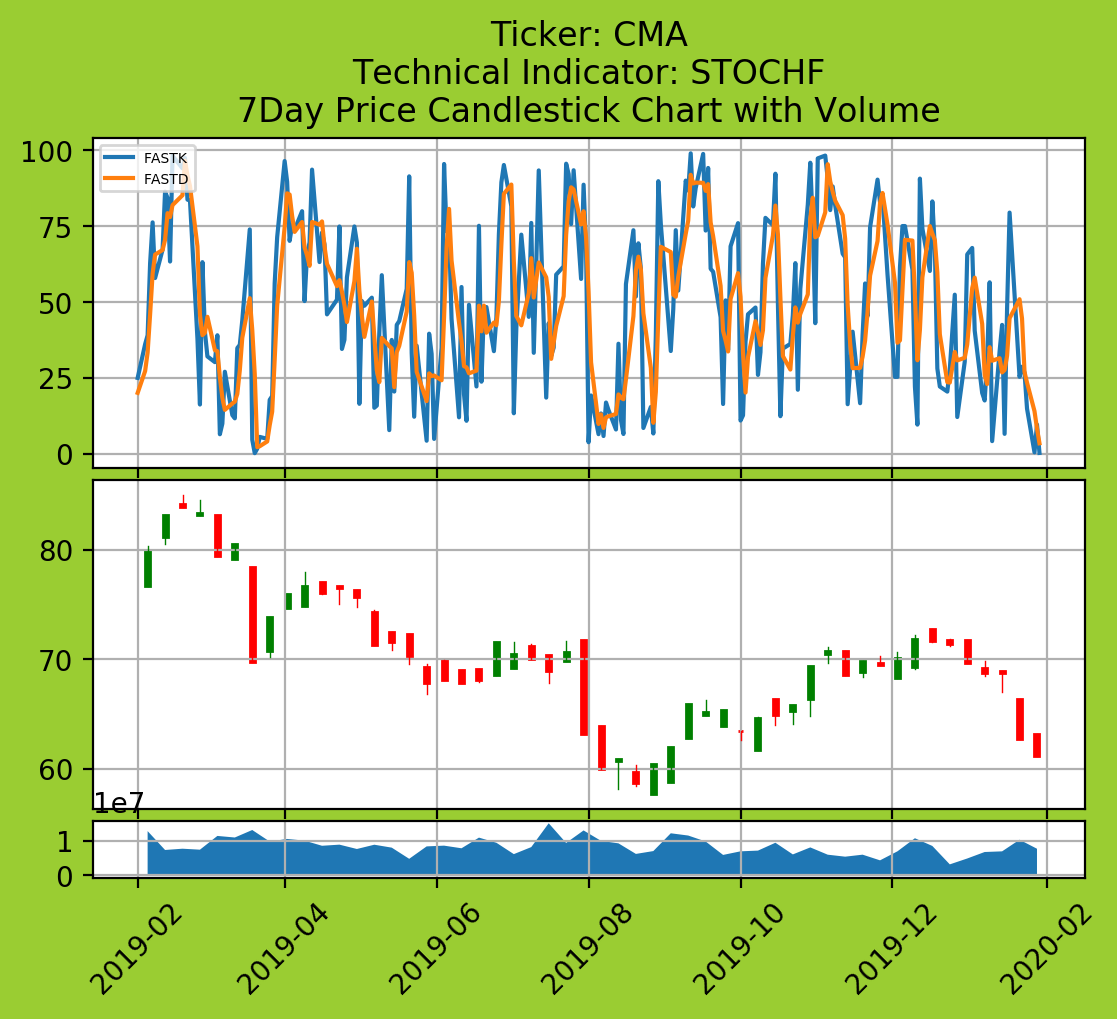 Ticker: CMA
Technical Indicator: STOCHF
7Day Price Candlestick Chart with Volume
100
75
50
25
0
FASTK
FASTD
80
70
60
1e7
1
0
2019-02
2019-04
2019-06
2019-08
2019-10
2019-12
2020-02